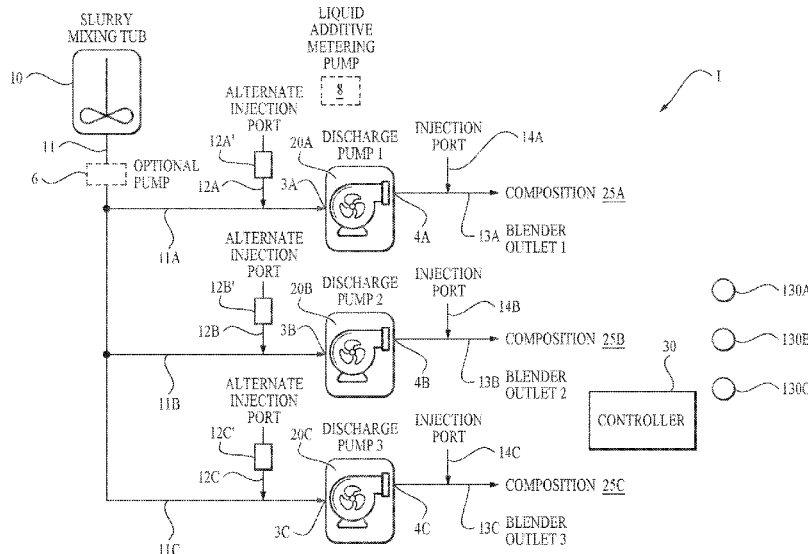 SLURRY
MIXING TUB
10
11
6
OPTIONAL
PUMP
LIQUID
ADDITIVE
METERING
PUMP
8
1
ALTERNATE
INJECTION
PORT
12A'
12A
11A
20A
DISCHARGE
PUMP 1
3A
4A
INJECTION
PORT
14A
COMPOSITION 25A
13A
BLENDER
OUTLET 1
ALTERNATE
INJECTION
PORT
12B'
12B
11B
20B
DISCHARGE
PUMP 2
3B
4B
INJECTION
PORT
14B
COMPOSITION 25B
13B
BLENDER
OUTLET 2
ALTERNATE
INJECTION
PORT
12C'
12C
11C
20C
DISCHARGE
PUMP 3
3C
4C
INJECTION
PORT
14C
COMPOSITION 25C
13C
BLENDER
OUTLET 3
30
CONTROLLER
130A
130B
130C